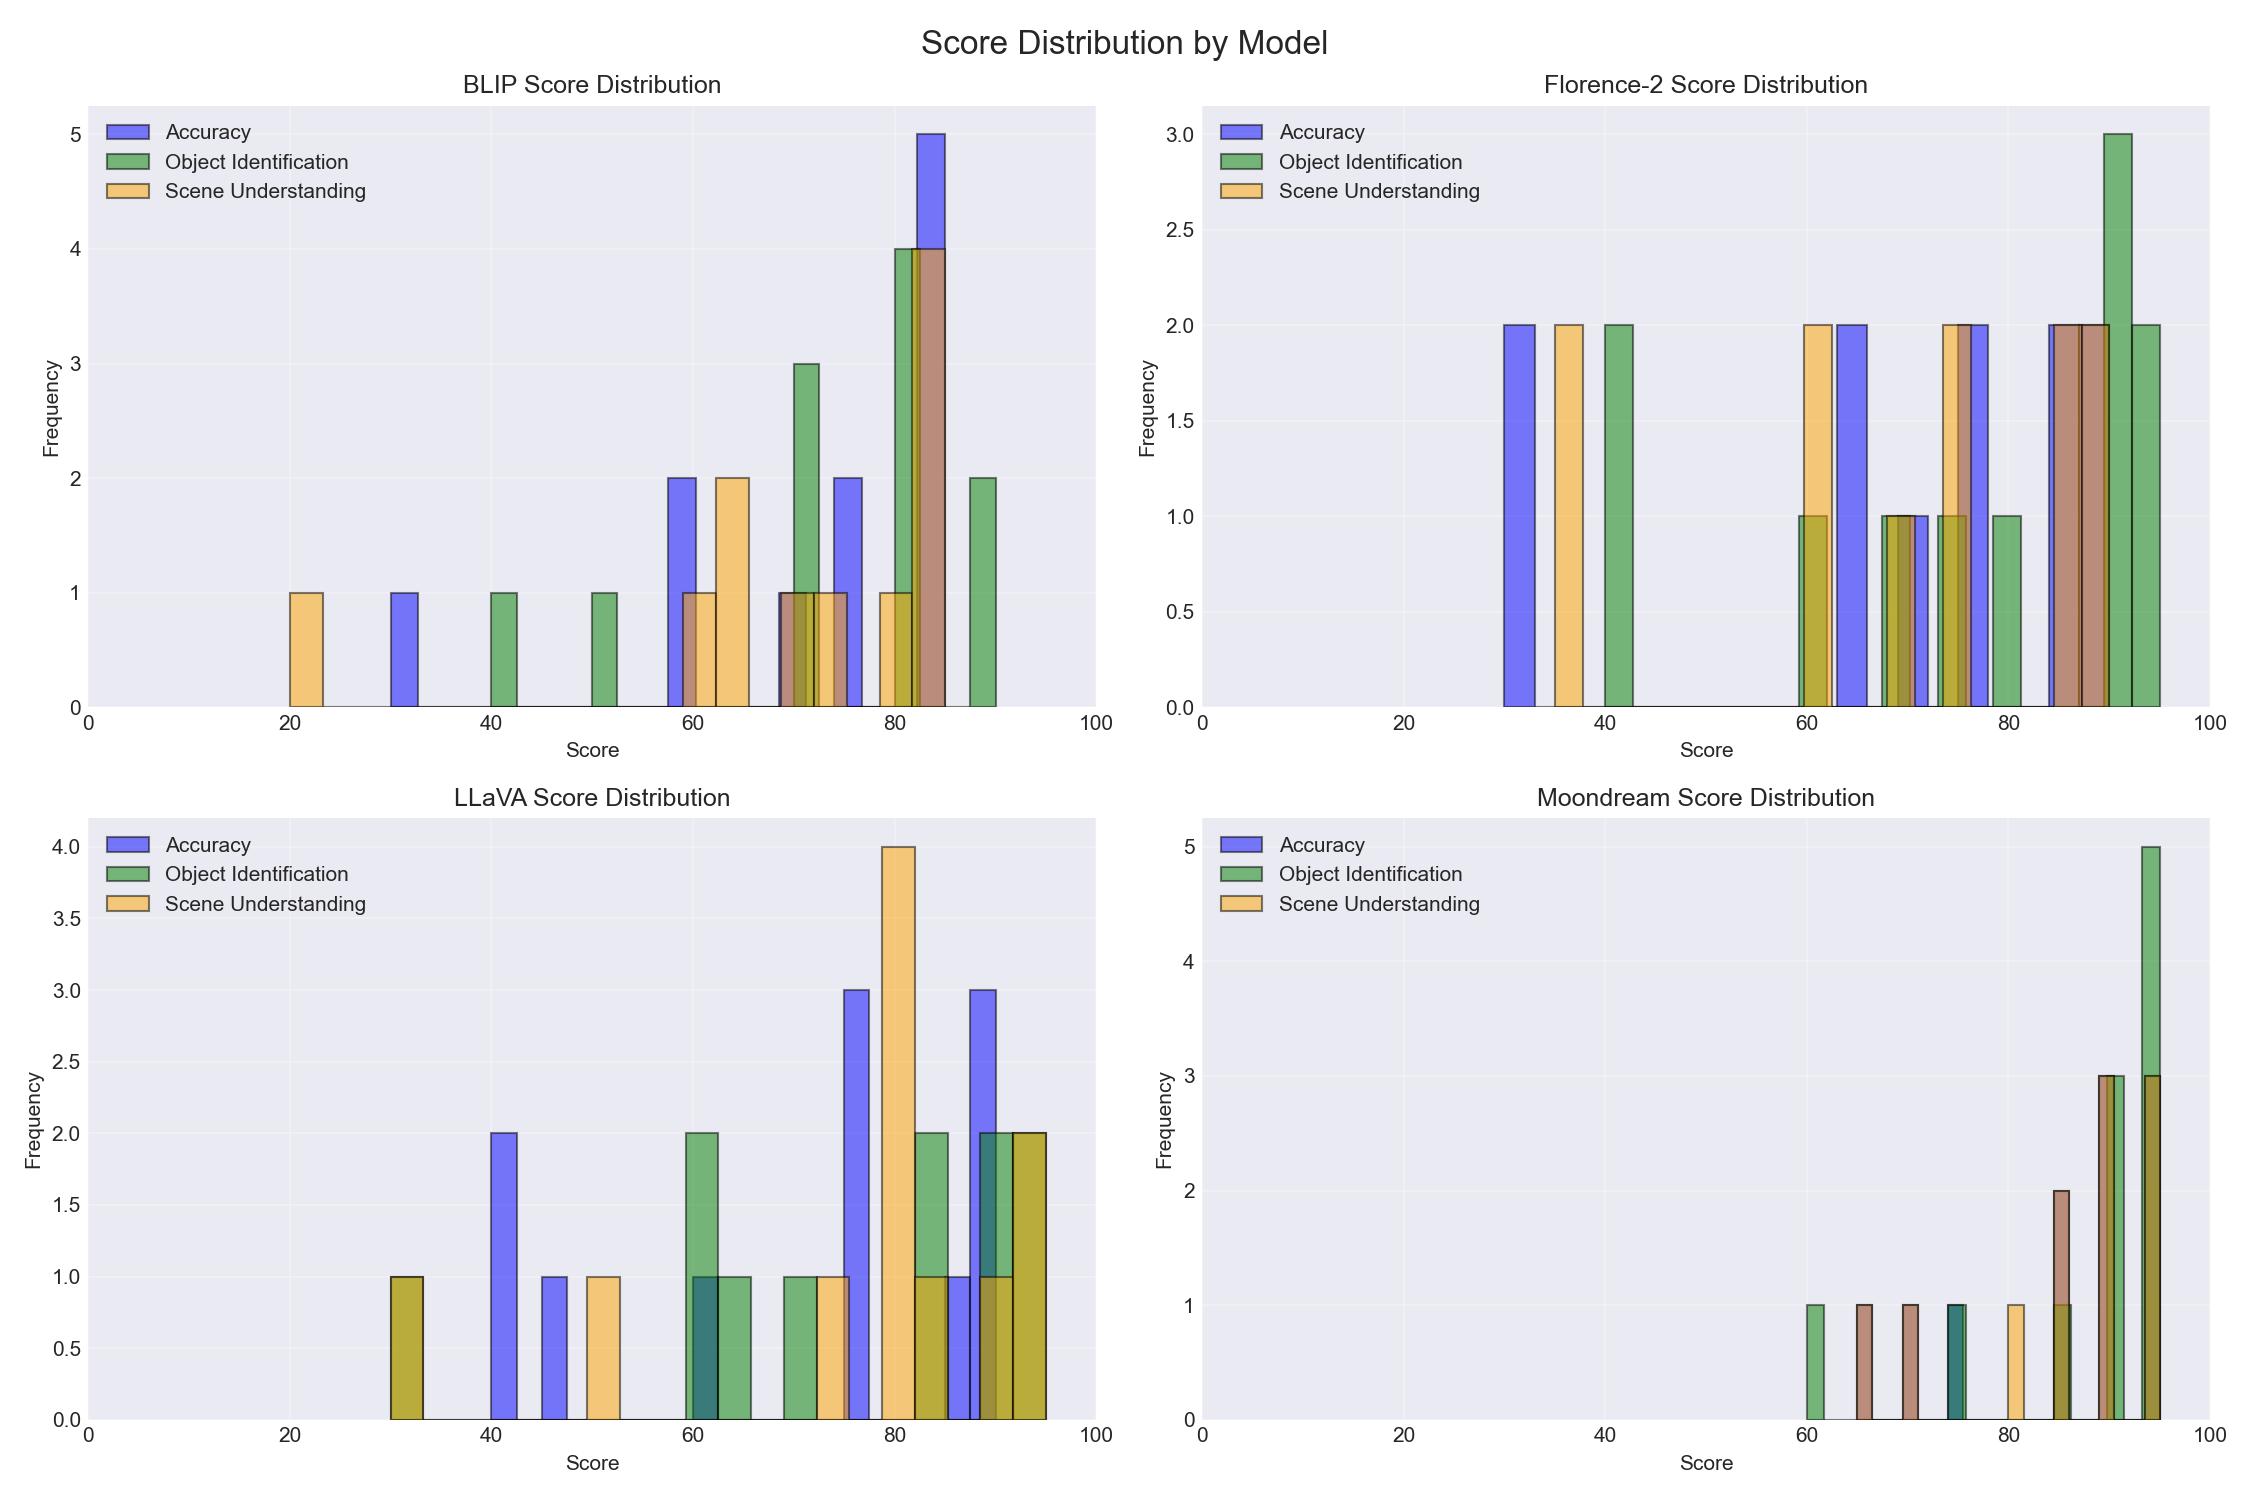 Score Distribution by Model
BLIP Score Distribution
Accuracy
Object Identification
Scene Understanding
Frequency
5
4
3
2
1
0
0 20 40 60 80 100
Score
Florence-2 Score Distribution
Accuracy
Object Identification
Scene Understanding
Frequency
3.0
2.5
2.0
1.5
1.0
0.5
0.0
0 20 40 60 80 100
Score
LLaVA Score Distribution
Accuracy
Object Identification
Scene Understanding
Frequency
4.0
3.5
3.0
2.5
2.0
1.5
1.0
0.5
0.0
0 20 40 60 80 100
Score
Moondream Score Distribution
Accuracy
Object Identification
Scene Understanding
Frequency
5
4
3
2
1
0
0 20 40 60 80 100
Score